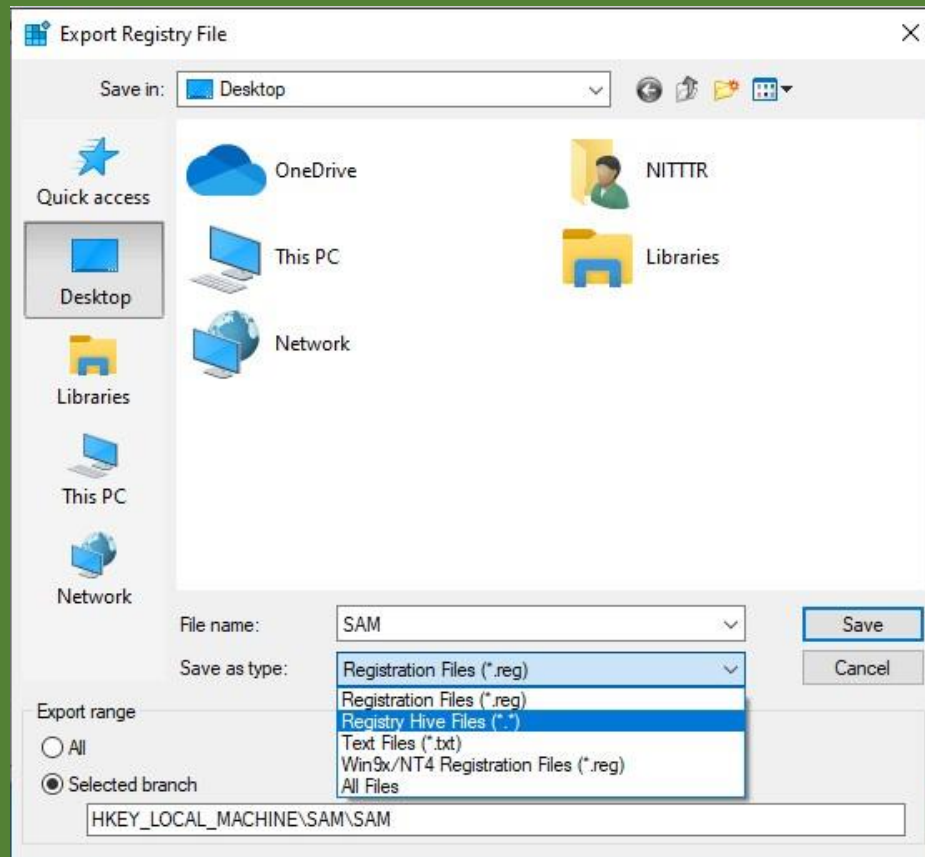 Export Registry File
Save in: Desktop
Quick access
Desktop
Libraries
This PC
Network
OneDrive
NITTTR
This PC
Libraries
Network
File name: SAM Save
Save as type: Registration Files (*.reg) Cancel
Registration Files (*.reg)
Registry Hive Files (*.*)
Text Files (*.txt)
Win9x/NT4 Registration Files (*.reg)
All Files
Export range
All
Selected branch
HKEY_LOCAL_MACHINE\SAM\SAM